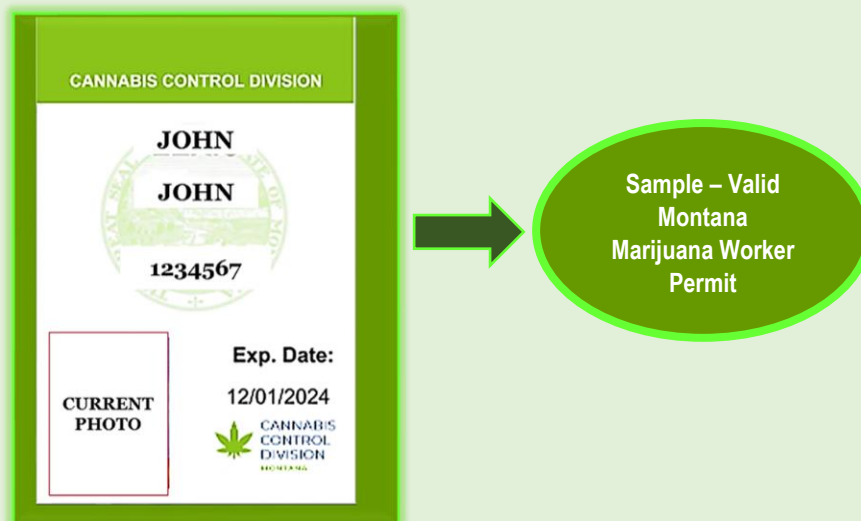 CANNABIS CONTROL DIVISION
JOHN
JOHN
1234567
Exp. Date:
12/01/2024
CURRENT
PHOTO
CANNABIS
CONTROL
DIVISION
MONTANA
Sample – Valid
Montana
Marijuana Worker
Permit